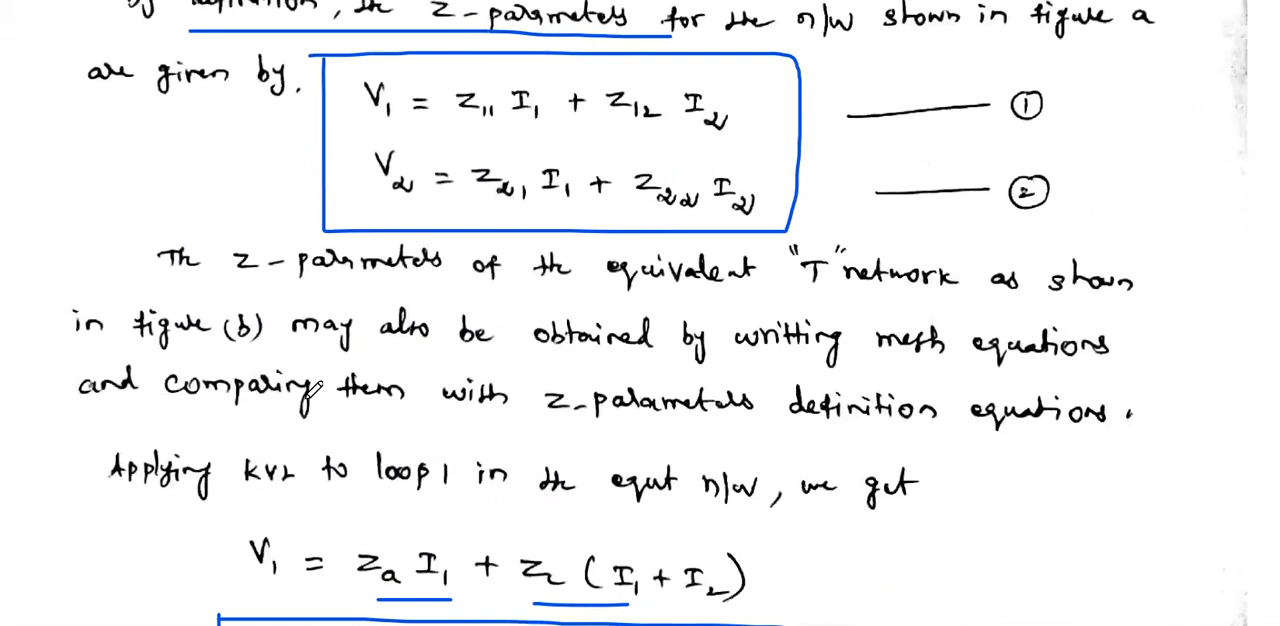 By definition, the z-parameters for the n/w shown in figure a
are given by.
V₁ = Z₁₁ I₁ + Z₁₂ I₂ ——— ①
V₂ = Z₂₁ I₁ + Z₂₂ I₂ ——— ②
The z-parameters of the equivalent "T" network as shown
in figure (b) may also be obtained by writting mesh equations
and comparing them with z-parameters definition equations.
Applying KVL to loop 1 in the equt n/w, we get
V₁ = Zₐ I₁ + Z꜀ (I₁ + I₂)